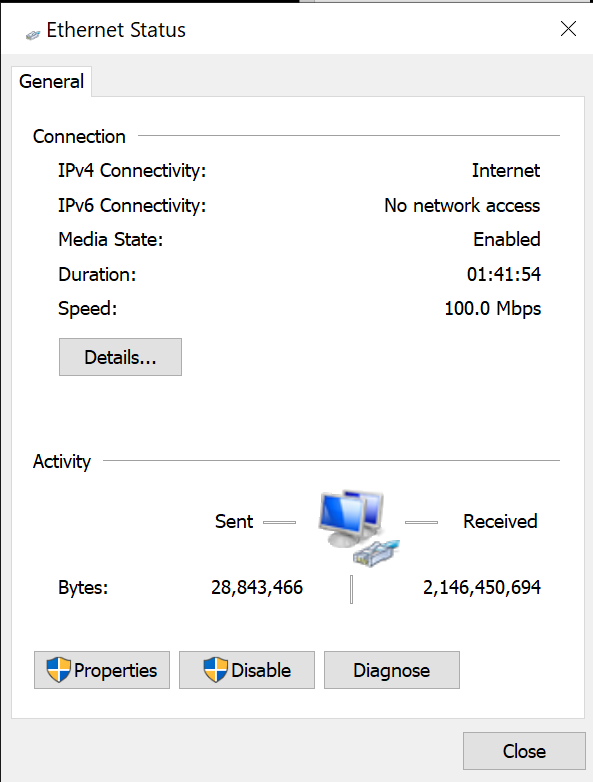 Ethernet Status
General
Connection
IPv4 Connectivity: Internet
IPv6 Connectivity: No network access
Media State: Enabled
Duration: 01:41:54
Speed: 100.0 Mbps
Details...
Activity
Sent Received
Bytes: 28,843,466 2,146,450,694
Properties Disable Diagnose
Close